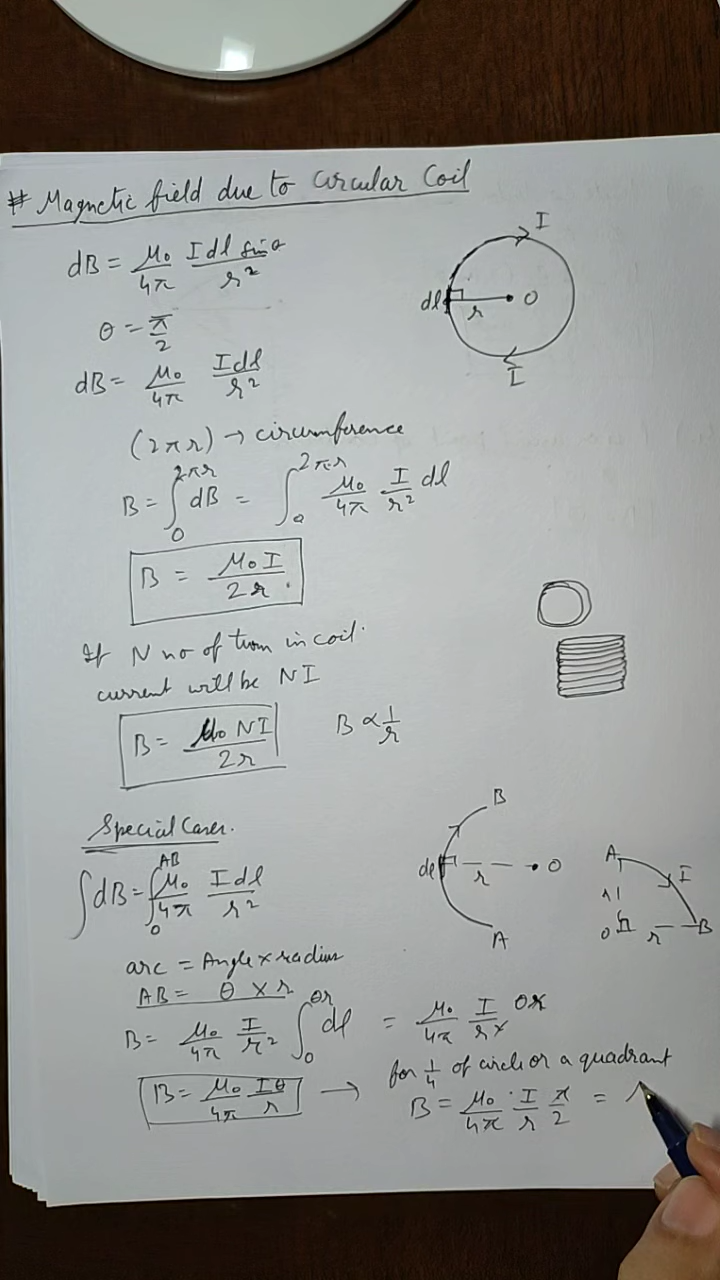 # Magnetic field due to Circular Coil
dB = μ₀/4π Idl sinθ/r²
I
θ = π/2
dl r O
dB = μ₀/4π Idl/r²
I
(2πr) → circumference
B = ∫₀^2πr dB = ∫₀^2πr μ₀/4π I/r² dl
B = μ₀I/2r.
If N no of turn in coil.
current will be NI
B = μ₀NI/2r B ∝ 1/r
Special Cases.
∫dB = ∫₀^AB μ₀/4π Idl/r²
B
dl r O
A
A I
r
O r B
arc = Angle × radius
AB = θ × r
B = μ₀/4π I/r² ∫₀^θr dl = μ₀/4π I/r² θr
B = μ₀/4π Iθ/r → for 1/4 of circle or a quadrant
B = μ₀/4π . I/r π/2 =